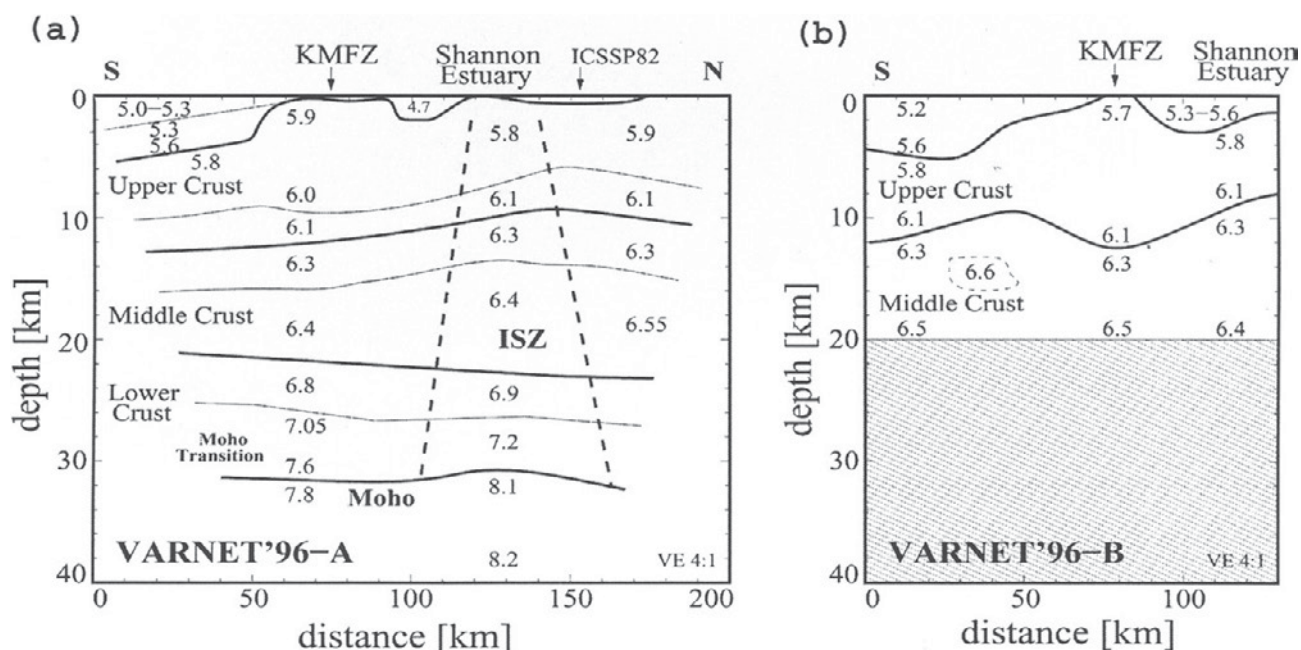 (a)
S
KMFZ
Shannon
Estuary
ICSSP82
N
0
10
20
30
40
depth [km]
5.0–5.3
5.3
5.6
5.8
5.9
4.7
5.8
5.9
Upper Crust
6.0
6.1
6.1
6.1
6.3
6.3
6.3
Middle Crust
6.4
6.4
6.55
ISZ
Lower
Crust
6.8
6.9
7.05
7.2
Moho
Transition
7.6
7.8
Moho
8.1
8.2
VARNET'96–A
VE 4:1
0
50
100
150
200
distance [km]
(b)
S
KMFZ
Shannon
Estuary
0
10
20
30
40
depth [km]
5.2
5.7
5.3–5.6
5.6
5.8
5.8
Upper Crust
6.1
6.1
6.1
6.3
6.3
6.3
6.6
Middle Crust
6.5
6.5
6.4
VARNET'96–B
VE 4:1
0
50
100
distance [km]